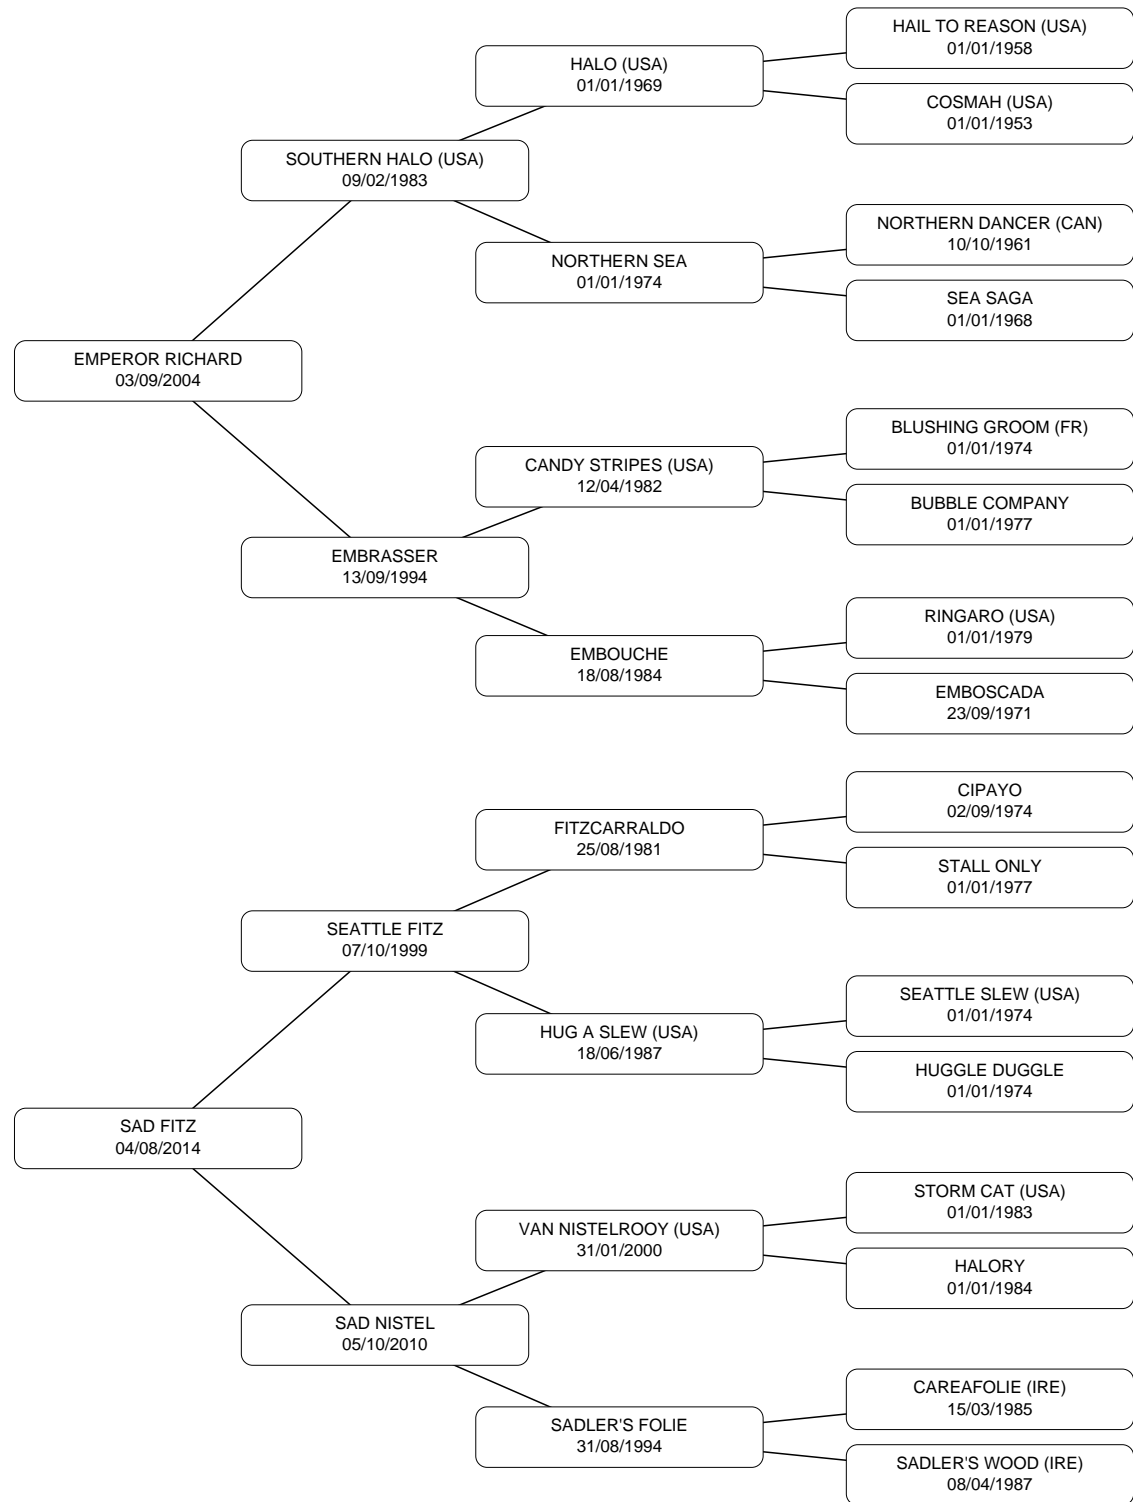 HAIL TO REASON (USA)
01/01/1958
HALO (USA)
01/01/1969
COSMAH (USA)
01/01/1953
SOUTHERN HALO (USA)
09/02/1983
NORTHERN DANCER (CAN)
10/10/1961
NORTHERN SEA
01/01/1974
SEA SAGA
01/01/1968
EMPEROR RICHARD
03/09/2004
BLUSHING GROOM (FR)
01/01/1974
CANDY STRIPES (USA)
12/04/1982
BUBBLE COMPANY
01/01/1977
EMBRASSER
13/09/1994
RINGARO (USA)
01/01/1979
EMBOUCHE
18/08/1984
EMBOSCADA
23/09/1971
CIPAYO
02/09/1974
FITZCARRALDO
25/08/1981
STALL ONLY
01/01/1977
SEATTLE FITZ
07/10/1999
SEATTLE SLEW (USA)
01/01/1974
HUG A SLEW (USA)
18/06/1987
HUGGLE DUGGLE
01/01/1974
SAD FITZ
04/08/2014
STORM CAT (USA)
01/01/1983
VAN NISTELROOY (USA)
31/01/2000
HALORY
01/01/1984
SAD NISTEL
05/10/2010
CAREAFOLIE (IRE)
15/03/1985
SADLER'S FOLIE
31/08/1994
SADLER'S WOOD (IRE)
08/04/1987